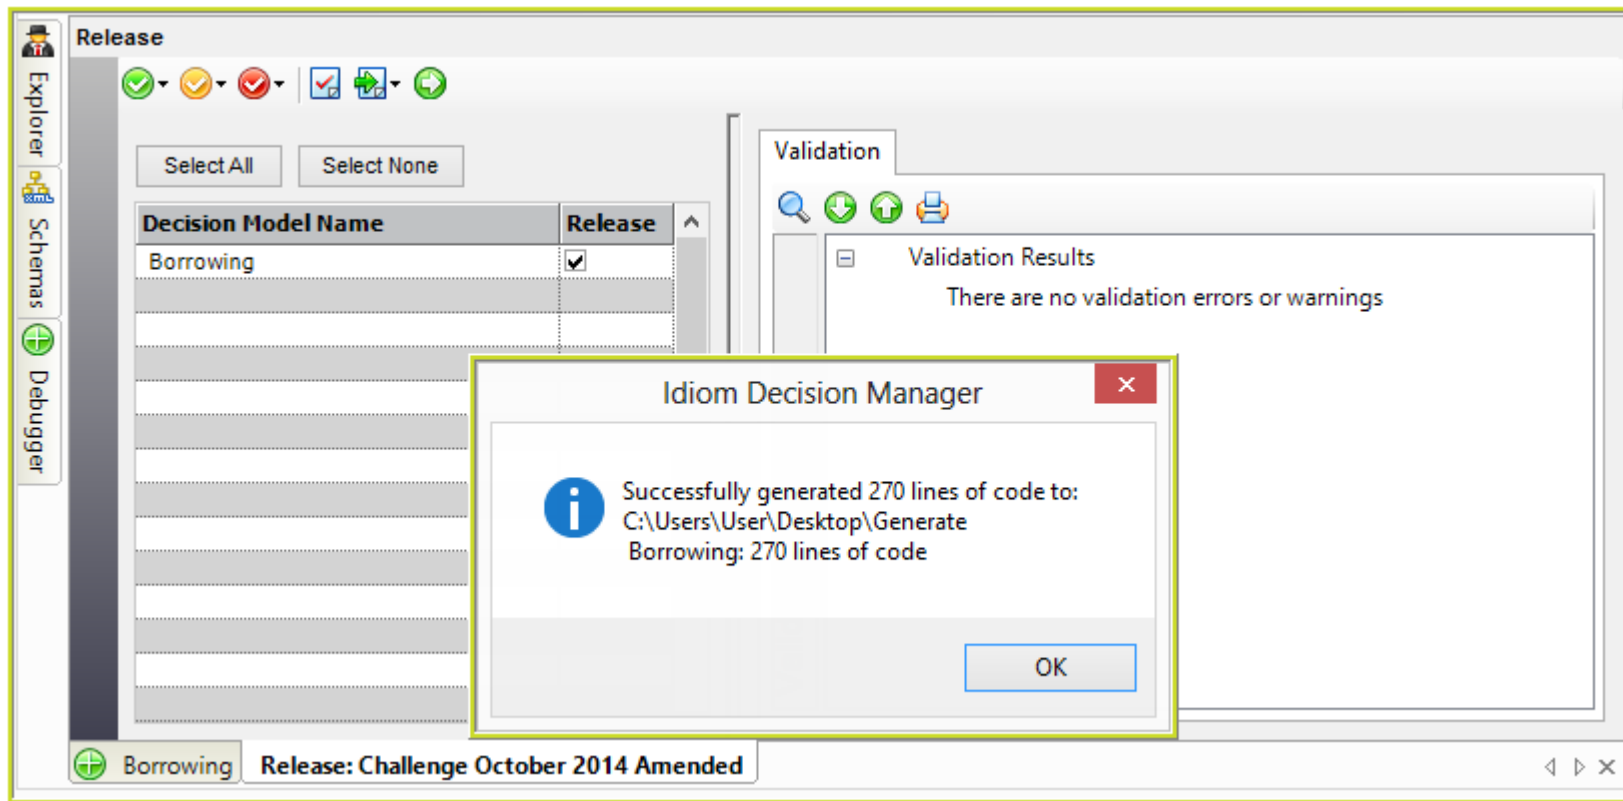 Release
Explorer
Schemas
Debugger
Select All
Select None
Decision Model Name
Release
Borrowing
Validation
Validation Results
There are no validation errors or warnings
Idiom Decision Manager
Successfully generated 270 lines of code to:
C:\Users\User\Desktop\Generate
Borrowing: 270 lines of code
OK
Borrowing
Release: Challenge October 2014 Amended